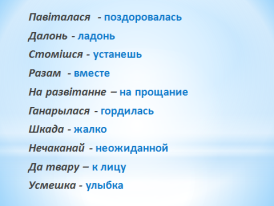 Павіталася - поздоровалась
Далонь - ладонь
Стомішся - устанешь
Разам - вместе
На развітанне – на прощание
Ганарылася - гордилась
Шкада - жалко
Нечаканай - неожиданной
Да твару – к лицу
Усмешка - улыбка